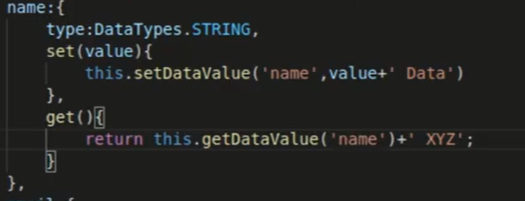 name:{
type:DataTypes.STRING,
set(value){
this.setDataValue('name',value+' Data')
},
get(){
return this.getDataValue('name')+' XYZ';
}
},